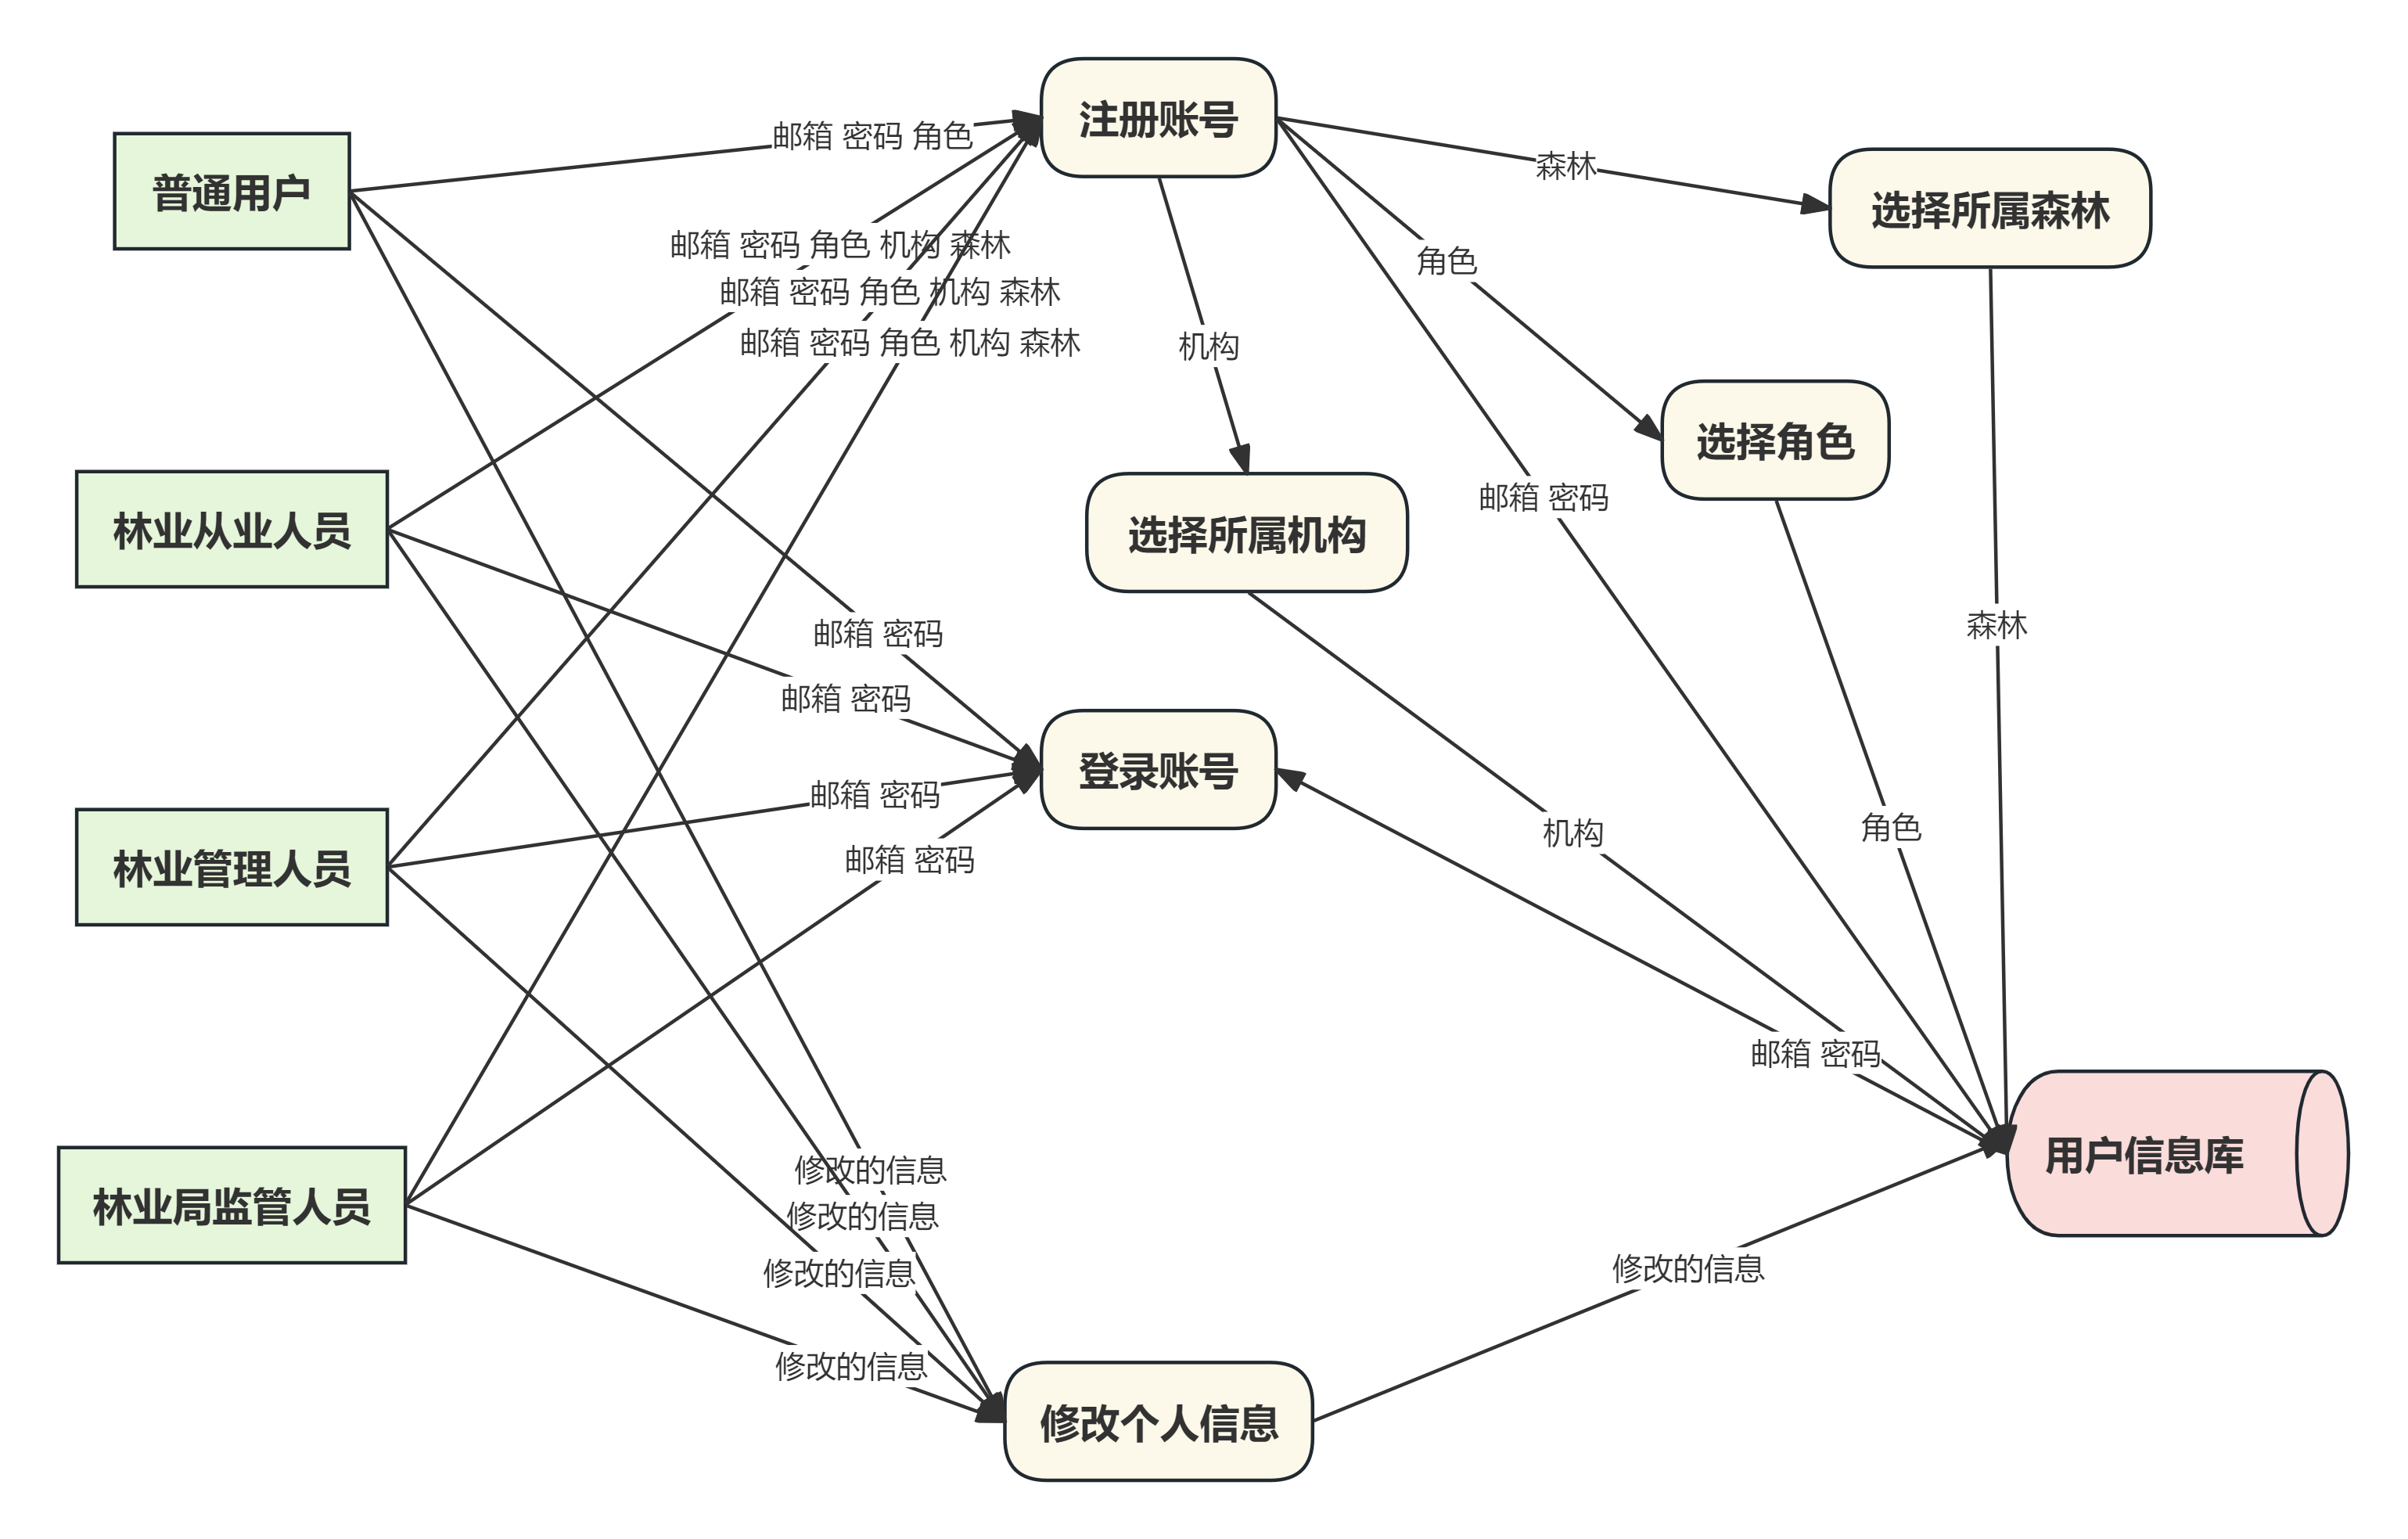 注册账号
邮箱 密码 角色
普通用户
森林
选择所属森林
邮箱 密码 角色 机构 森林
角色
邮箱 密码 角色 机构 森林
邮箱 密码 角色 机构 森林
机构
选择角色
邮箱 密码
林业从业人员
选择所属机构
邮箱 密码
森林
邮箱 密码
登录账号
邮箱 密码
机构
角色
邮箱 密码
林业管理人员
邮箱 密码
用户信息库
修改的信息
林业局监管人员
修改的信息
修改的信息
修改的信息
修改的信息
修改个人信息